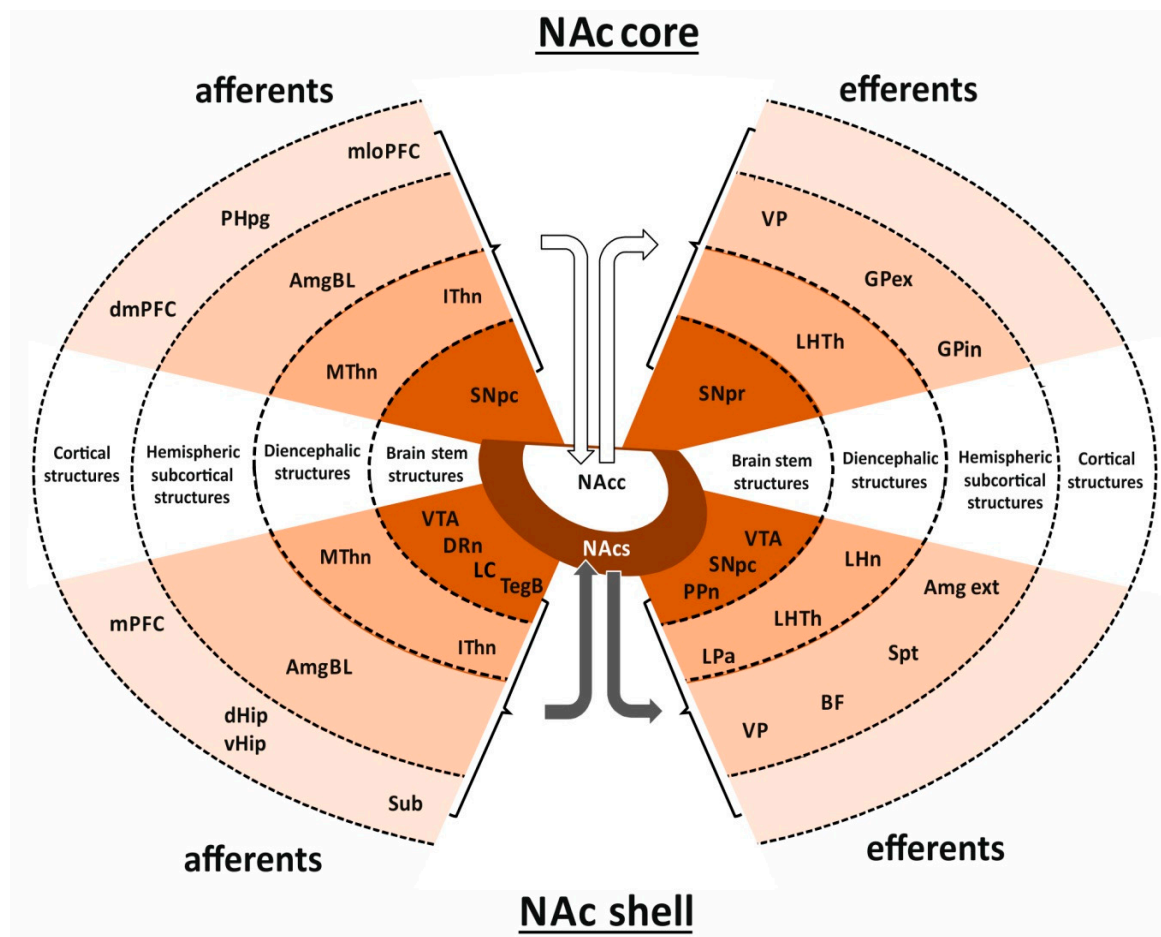 NAc core
afferents
efferents
mloPFC
PHpg
dmPFC
AmgBL
IThn
MThn
SNpc
VP
GPex
GPin
LHTh
SNpr
Cortical
structures
Hemispheric
subcortical
structures
Diencephalic
structures
Brain stem
structures
NAcc
NAcs
Brain stem
structures
Diencephalic
structures
Hemispheric
subcortical
structures
Cortical
structures
VTA
DRn
LC
TegB
MThn
IThn
mPFC
AmgBL
dHip
vHip
Sub
VTA
SNpc
PPn
LHn
LHTh
LPa
Amg ext
Spt
BF
VP
afferents
efferents
NAc shell